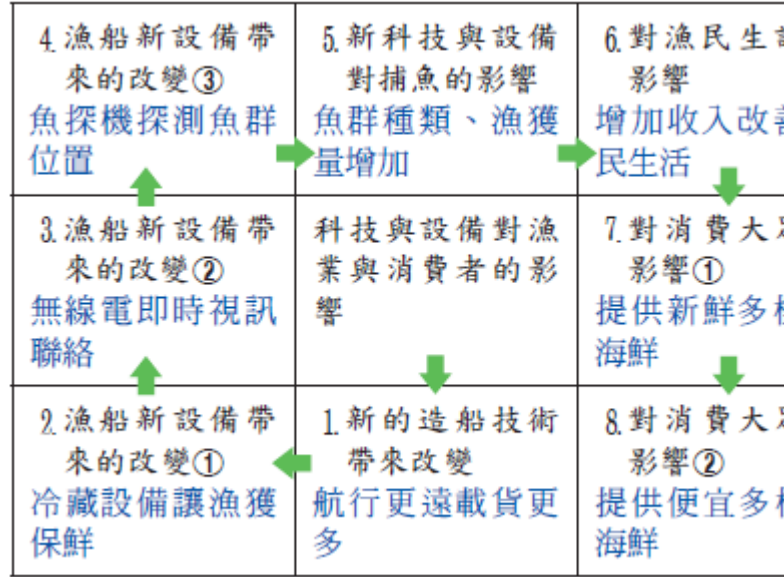 4.漁船新設備帶
來的改變③
魚探機探測魚群
位置
5.新科技與設備
對捕魚的影響
魚群種類、漁獲
量增加
6.對漁民生
影響
增加收入改
民生活
3.漁船新設備帶
來的改變②
無線電即時視訊
聯絡
科技與設備對漁
業與消費者的影
響
7.對消費大
影響①
提供新鮮多
海鮮
2.漁船新設備帶
來的改變①
冷藏設備讓漁獲
保鮮
1.新的造船技術
帶來改變
航行更遠載貨更
多
8.對消費大
影響②
提供便宜多
海鮮